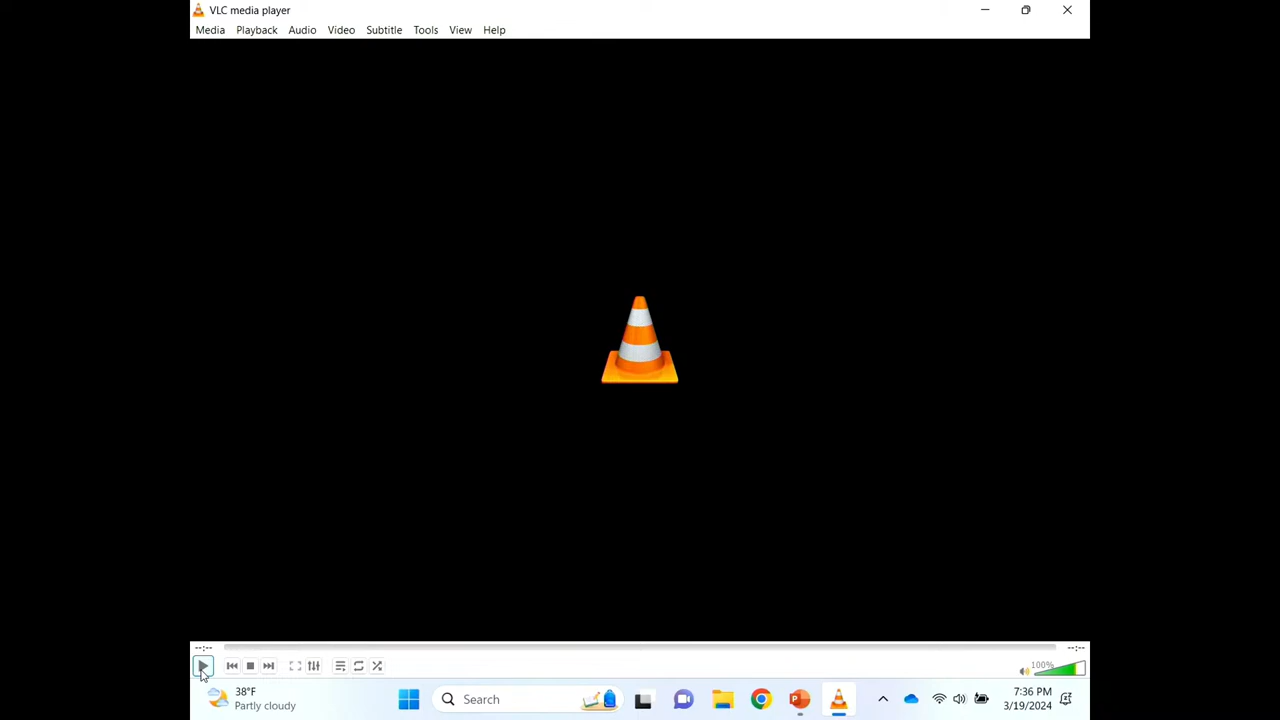 VLC media player
Media Playback Audio Video Subtitle Tools View Help
--:-- --:--
100%
38°F
Partly cloudy
Search
7:36 PM
3/19/2024